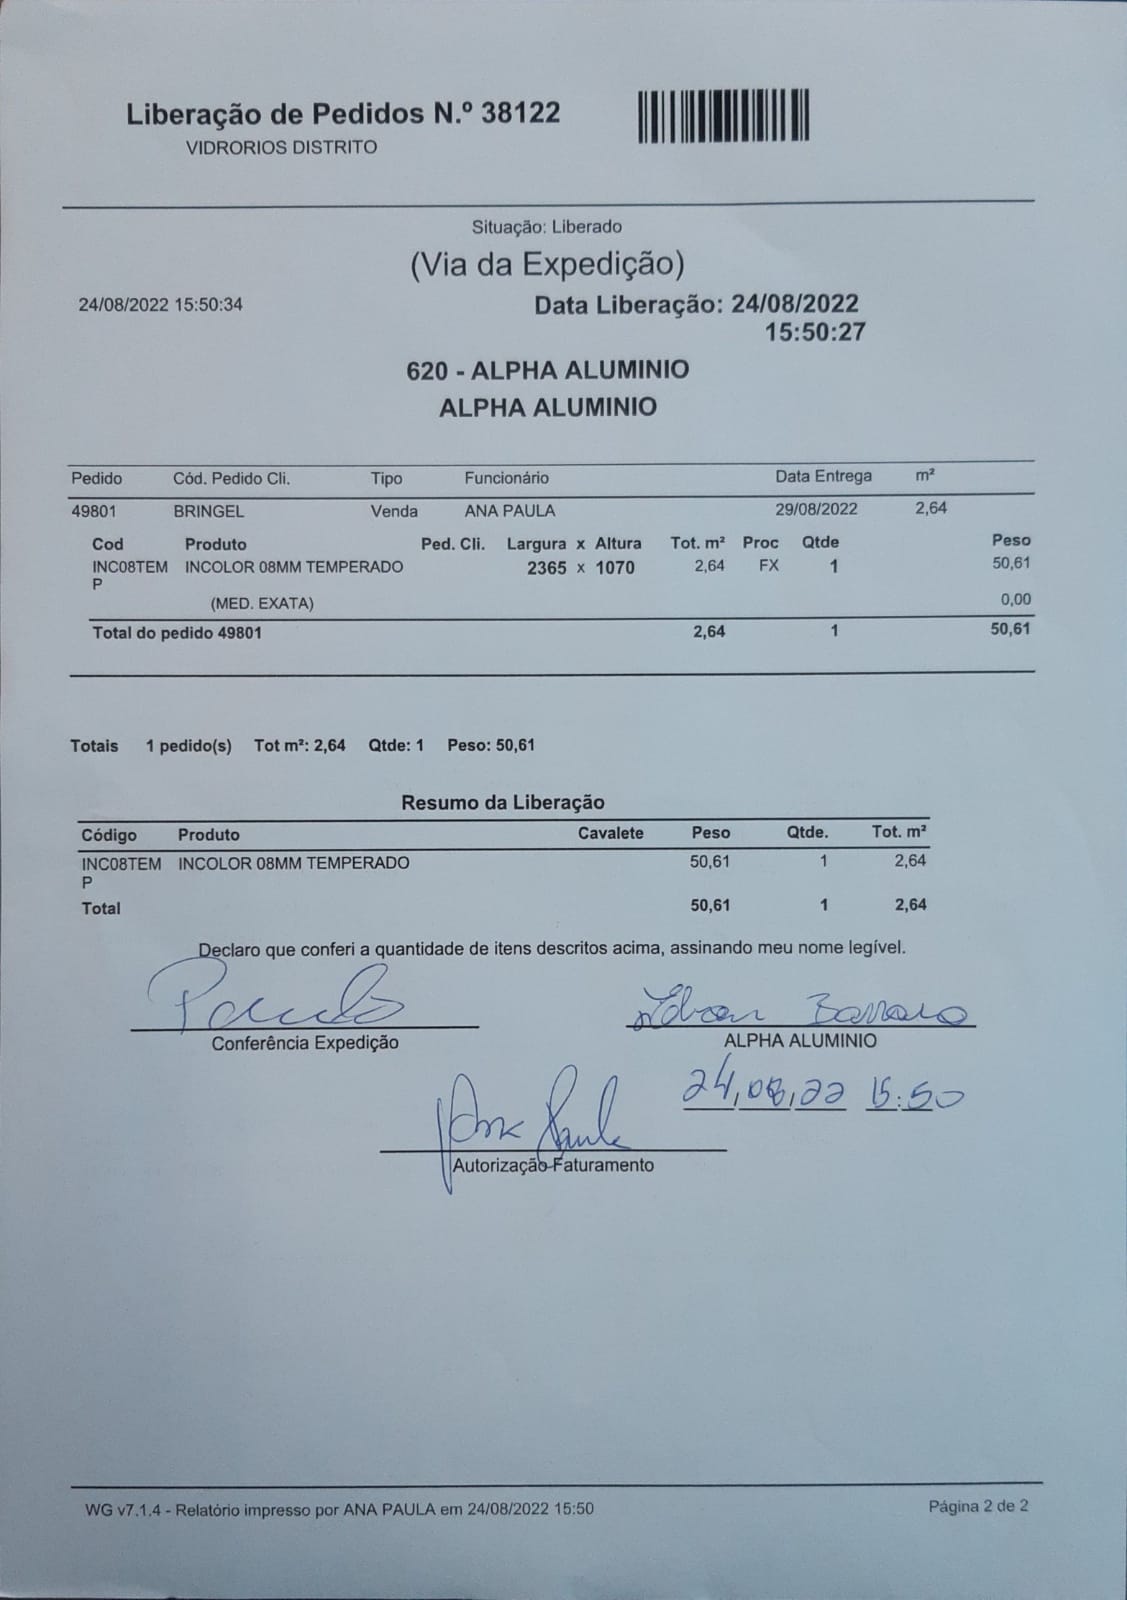 Liberação de Pedidos N.º 38122
VIDRORIOS DISTRITO
Situação: Liberado
(Via da Expedição)
24/08/2022 15:50:34 Data Liberação: 24/08/2022
15:50:27
620 - ALPHA ALUMINIO
ALPHA ALUMINIO
Pedido Cód. Pedido Cli. Tipo Funcionário Data Entrega m²
49801 BRINGEL Venda ANA PAULA 29/08/2022 2,64
Cod Produto Ped. Cli. Largura x Altura Tot. m² Proc Qtde Peso
INC08TEM INCOLOR 08MM TEMPERADO 2365 x 1070 2,64 FX 1 50,61
P
(MED. EXATA) 0,00
Total do pedido 49801 2,64 1 50,61
Totais 1 pedido(s) Tot m²: 2,64 Qtde: 1 Peso: 50,61
Resumo da Liberação
Código Produto Cavalete Peso Qtde. Tot. m²
INC08TEM INCOLOR 08MM TEMPERADO 50,61 1 2,64
P
Total 50,61 1 2,64
Declaro que conferi a quantidade de itens descritos acima, assinando meu nome legível.
Paulo
Conferência Expedição ALPHA ALUMINIO
24,08,22 15:50
Ana Paula
Autorização Faturamento
WG v7.1.4 - Relatório impresso por ANA PAULA em 24/08/2022 15:50 Página 2 de 2